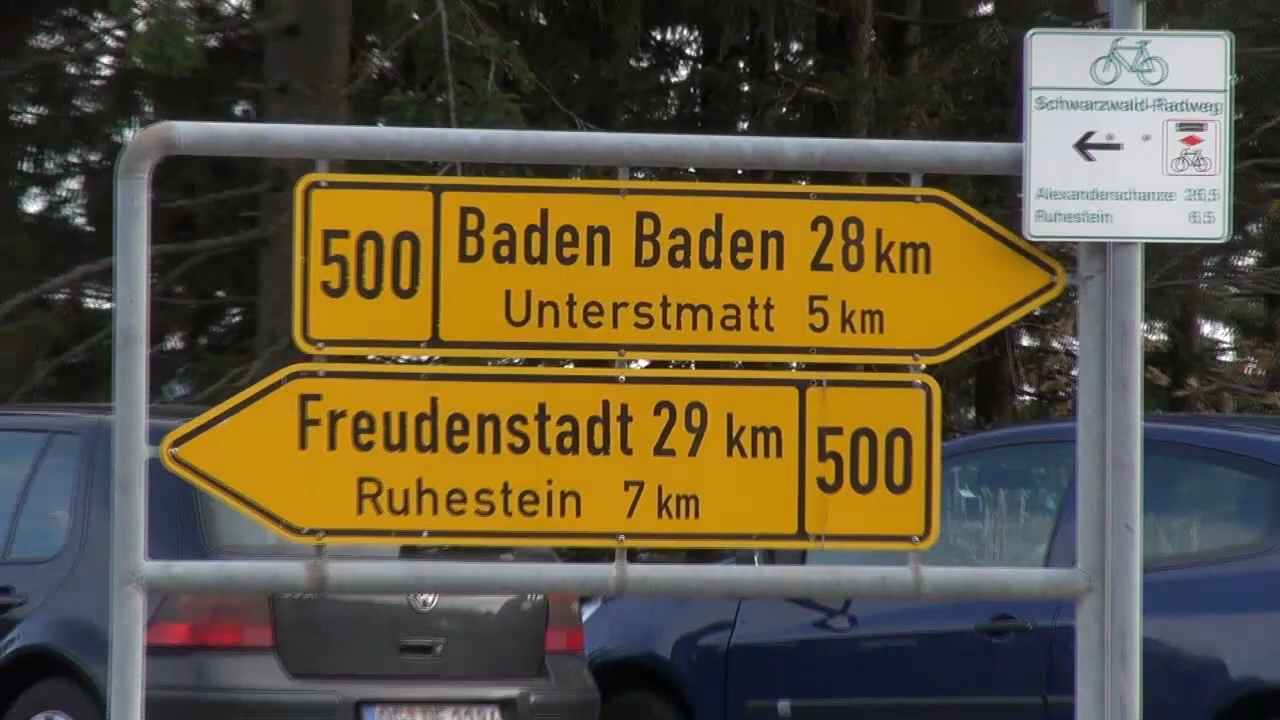 Schwarzwald-Radweg
Alexanderschanze 26,5
Ruhestein 6,5
500 Baden Baden 28 km
Unterstmatt 5 km
Freudenstadt 29 km 500
Ruhestein 7 km